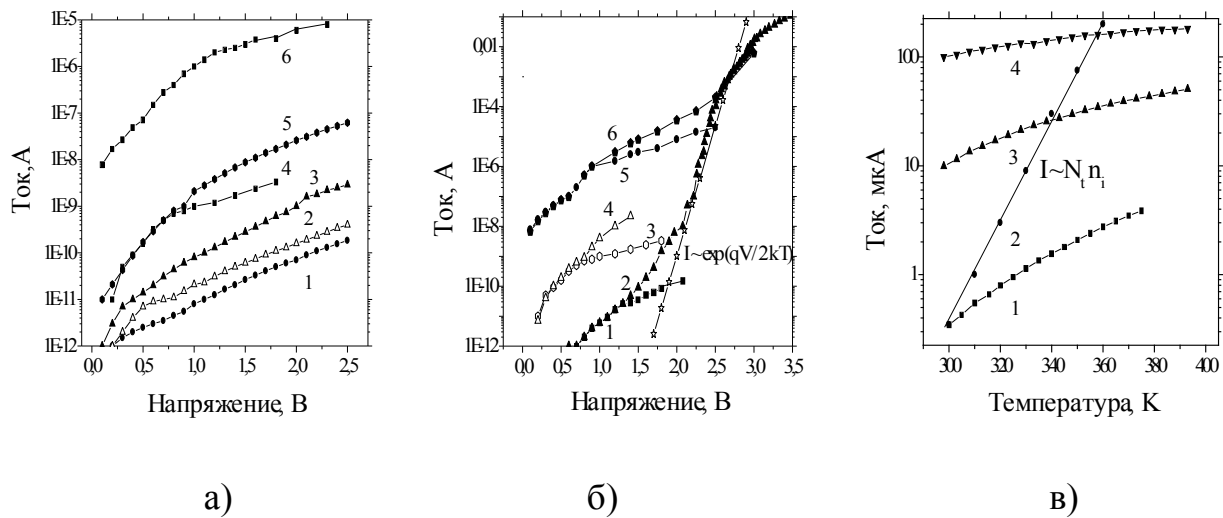 1E-5
1E-6
1E-7
1E-8
1E-9
1E-10
1E-11
1E-12
Ток,А
6
5
4
3
2
1
0,0 0,5 1,0 1,5 2,0 2,5
Напряжение, В
а)
0,01
1E-4
1E-6
1E-8
1E-10
1E-12
Ток, А
6
5
4
3
I~exp(qV/2kT)
2
1
0,0 0,5 1,0 1,5 2,0 2,5 3,0 3,5
Напряжение, В
б)
100
10
1
Ток, мкА
4
3
I~Nₜnᵢ
2
1
300 320 340 360 380 400
Температура, К
в)